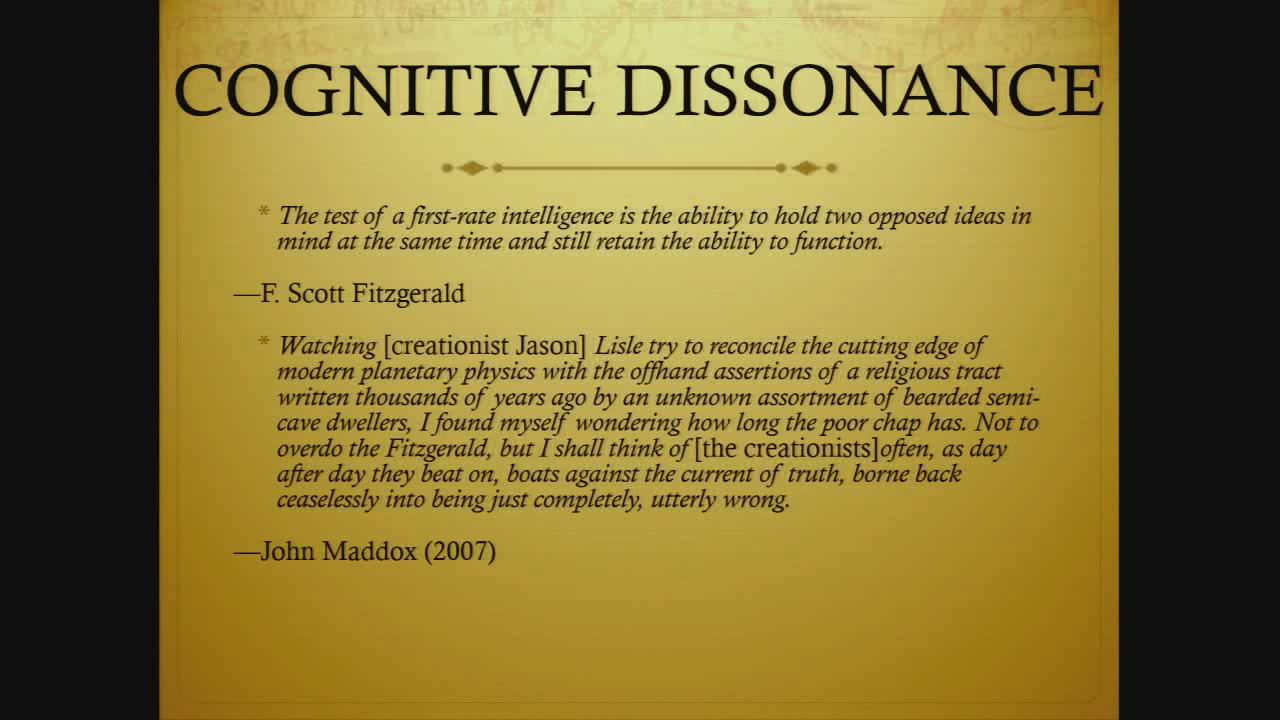 COGNITIVE DISSONANCE
* The test of a first-rate intelligence is the ability to hold two opposed ideas in
mind at the same time and still retain the ability to function.
—F. Scott Fitzgerald
* Watching [creationist Jason] Lisle try to reconcile the cutting edge of
modern planetary physics with the offhand assertions of a religious tract
written thousands of years ago by an unknown assortment of bearded semi-
cave dwellers, I found myself wondering how long the poor chap has. Not to
overdo the Fitzgerald, but I shall think of [the creationists]often, as day
after day they beat on, boats against the current of truth, borne back
ceaselessly into being just completely, utterly wrong.
—John Maddox (2007)